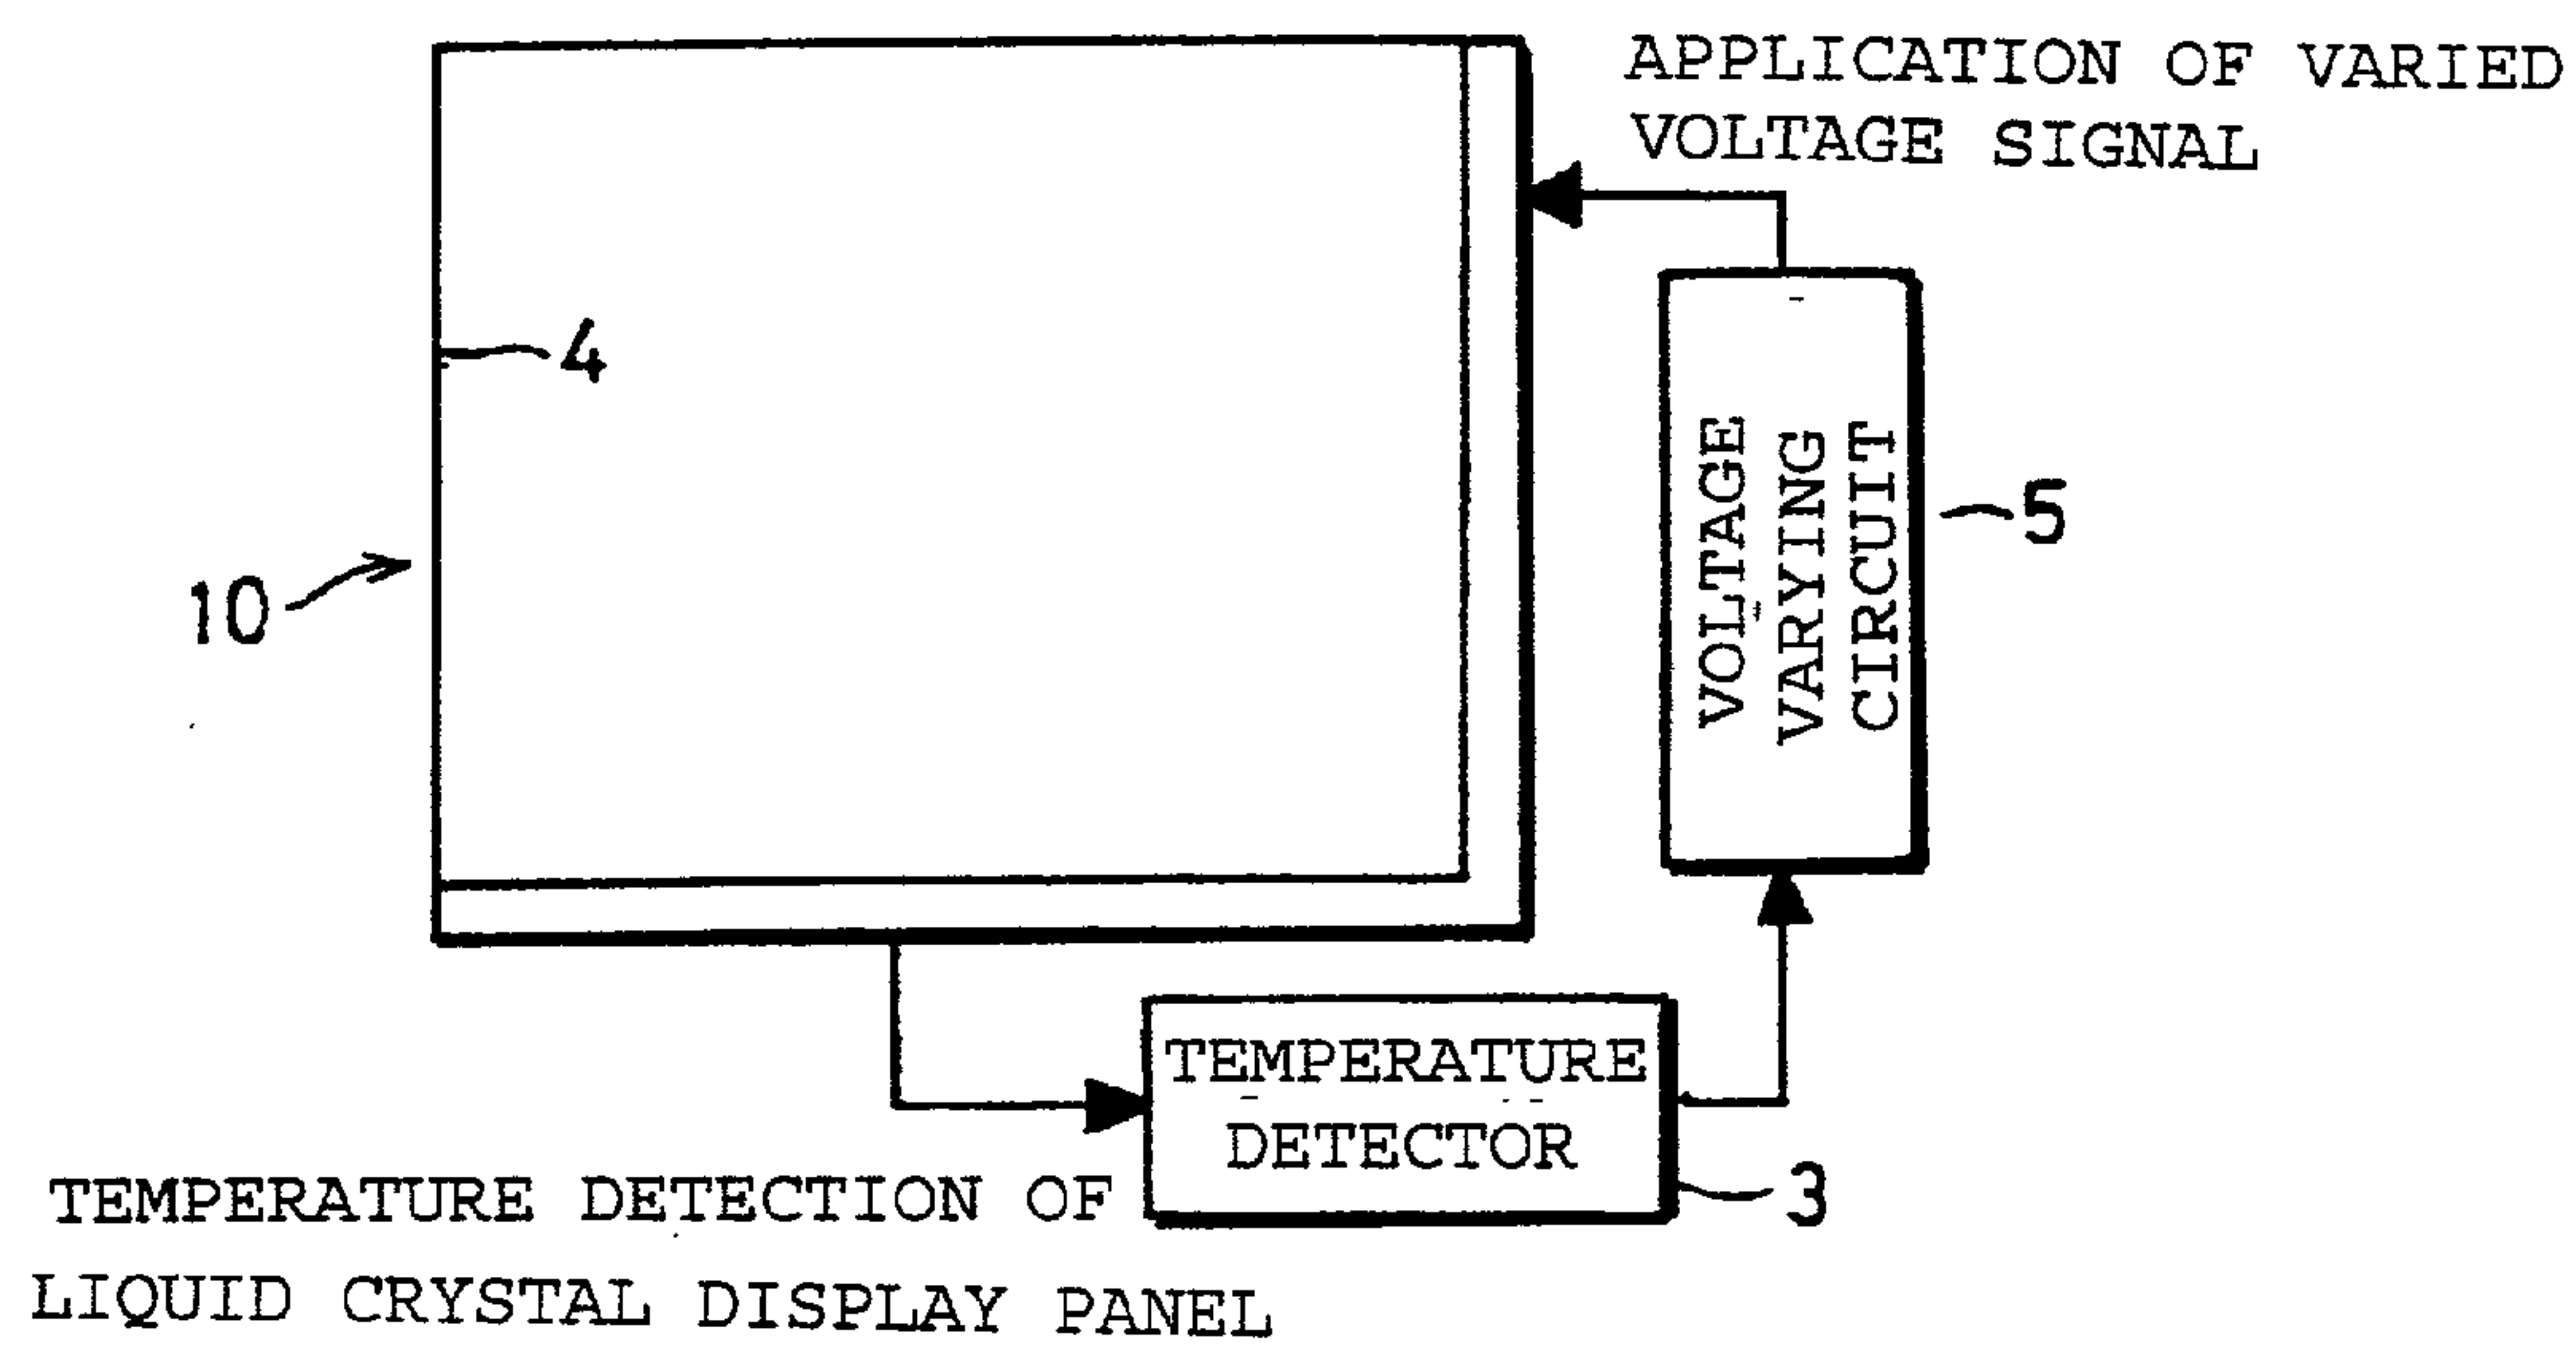 APPLICATION OF VARIED
VOLTAGE SIGNAL
4
10
VOLTAGE
VARYING
CIRCUIT
5
TEMPERATURE
DETECTOR
3
TEMPERATURE DETECTION OF
LIQUID CRYSTAL DISPLAY PANEL